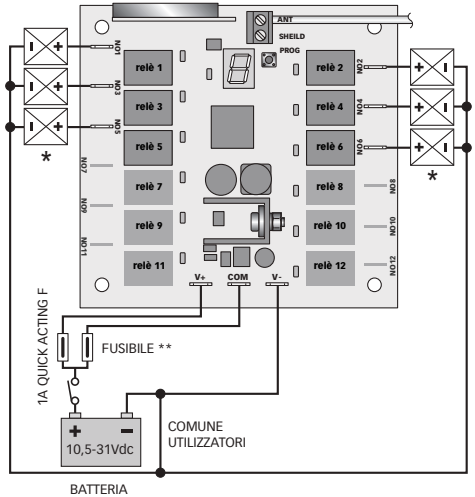 ANT
SHEILD
PROG
- +
NO1
relè 1
relè 2
NO2
- +
- +
NO3
relè 3
relè 4
NO4
- +
- +
NO5
relè 5
relè 6
NO6
- +
*
*
NO7
relè 7
relè 8
NO8
NO9
relè 9
relè 10
NO10
NO11
relè 11
relè 12
NO12
V+
COM
V-
1A QUICK ACTING F
FUSIBILE **
+ -
10,5-31Vdc
COMUNE
UTILIZZATORI
BATTERIA